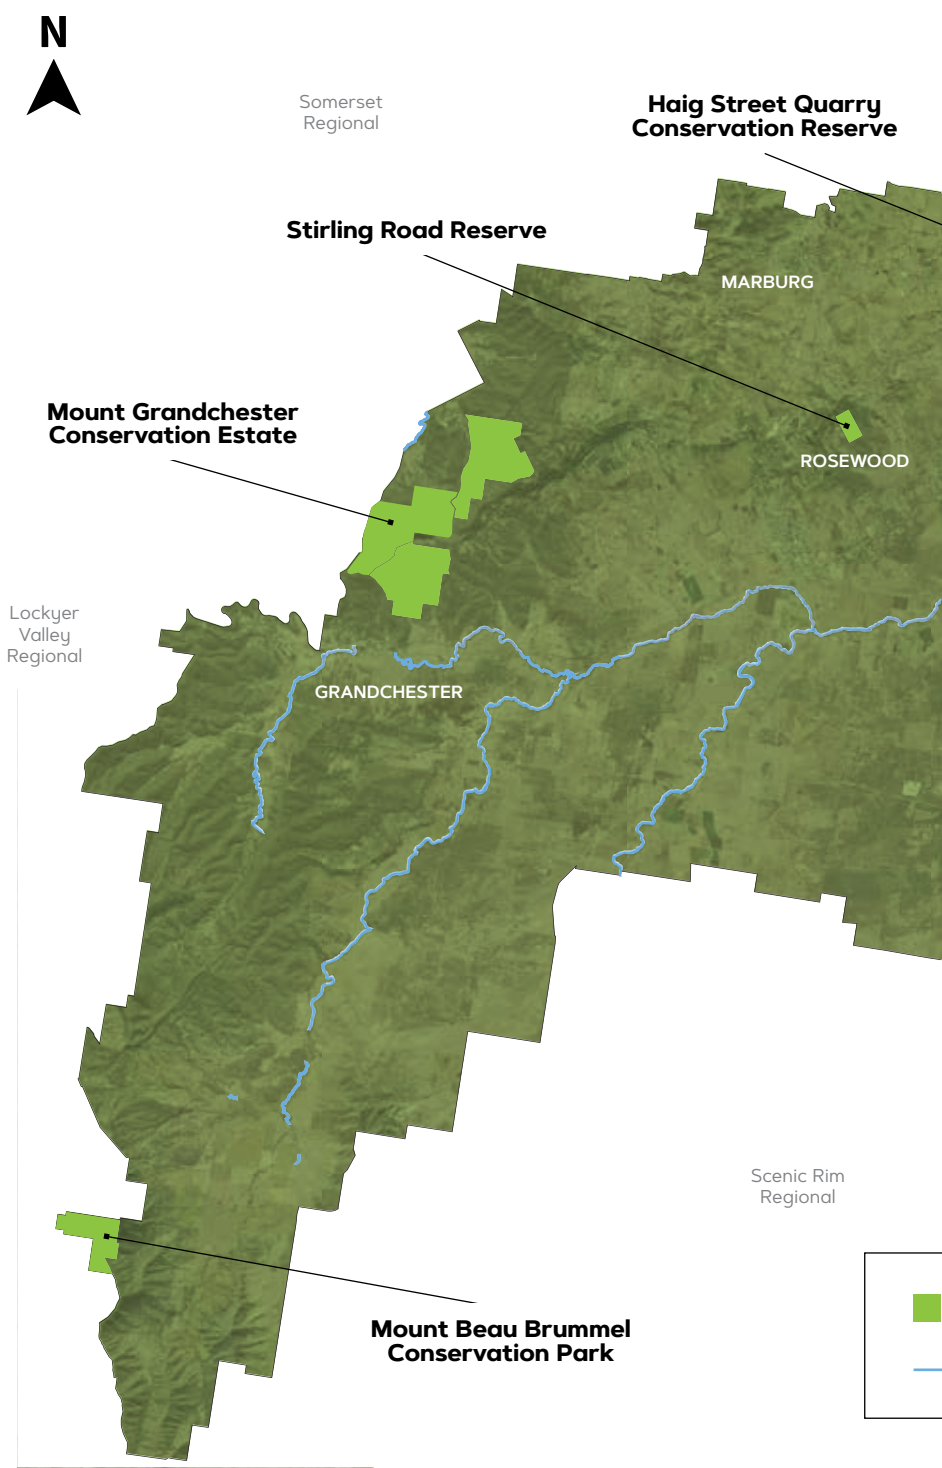 N
Somerset
Regional
Haig Street Quarry
Conservation Reserve
Stirling Road Reserve
MARBURG
Mount Grandchester
Conservation Estate
ROSEWOOD
Lockyer
Valley
Regional
GRANDCHESTER
Scenic Rim
Regional
Mount Beau Brummel
Conservation Park